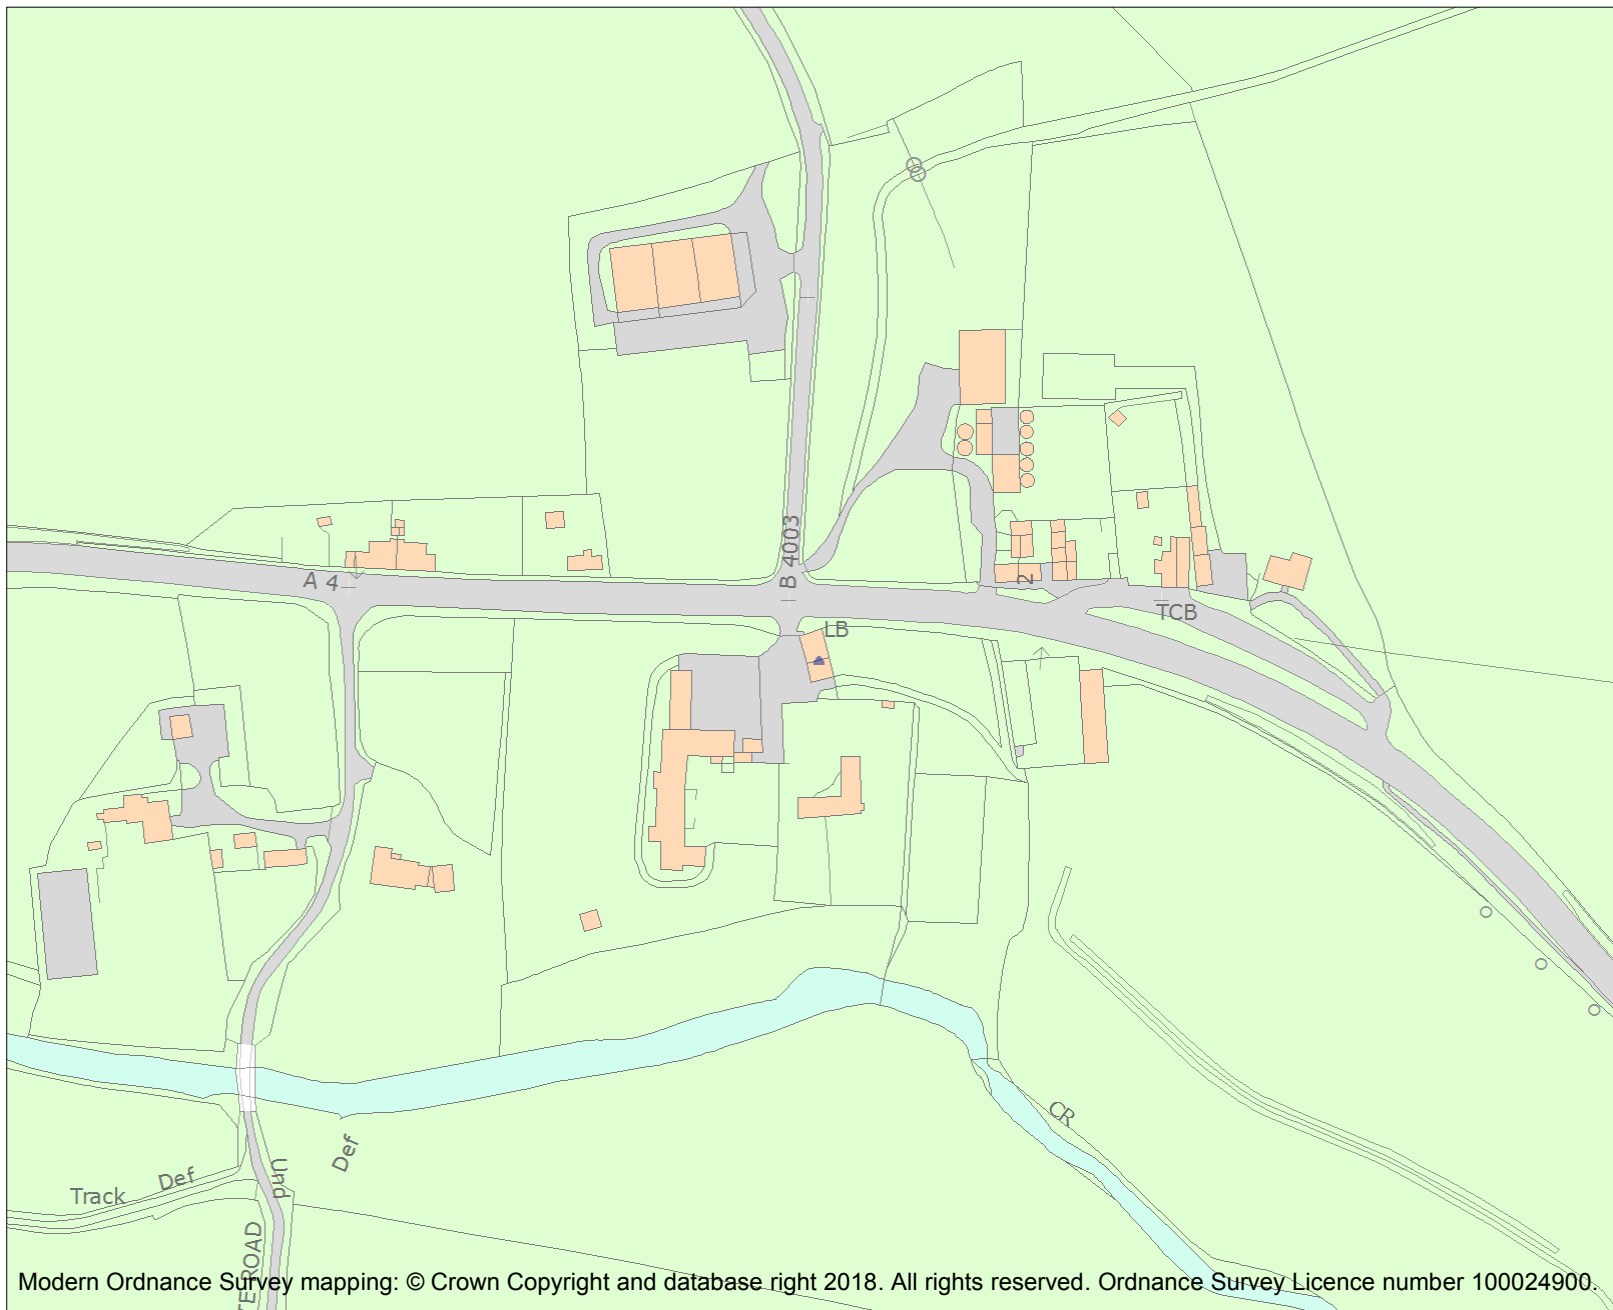 B 4003
A 4
2
TCB
LB
CR
Def
Und
Def
Track
Modern Ordnance Survey mapping: © Crown Copyright and database right 2018. All rights reserved. Ordnance Survey Licence number 100024900.
ROAD